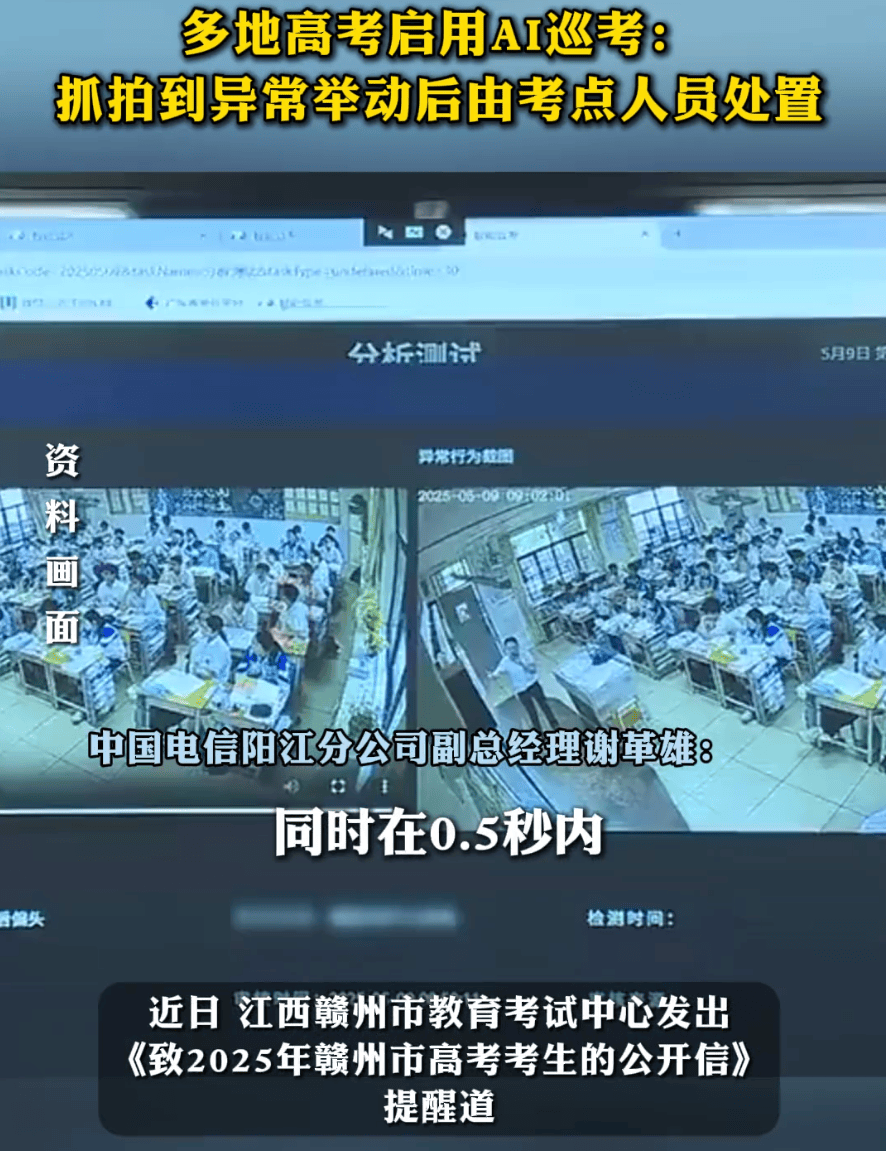 多地高考启用AI巡考：
抓拍到异常举动后由考点人员处置
分析测试
5月9日 第
资料画面
异常行为截图
2025-05-09 09:02:01
中国电信阳江分公司副总经理谢革雄：
同时在0.5秒内
偏头
检测时间：
近日 江西赣州市教育考试中心发出
《致2025年赣州市高考考生的公开信》
提醒道